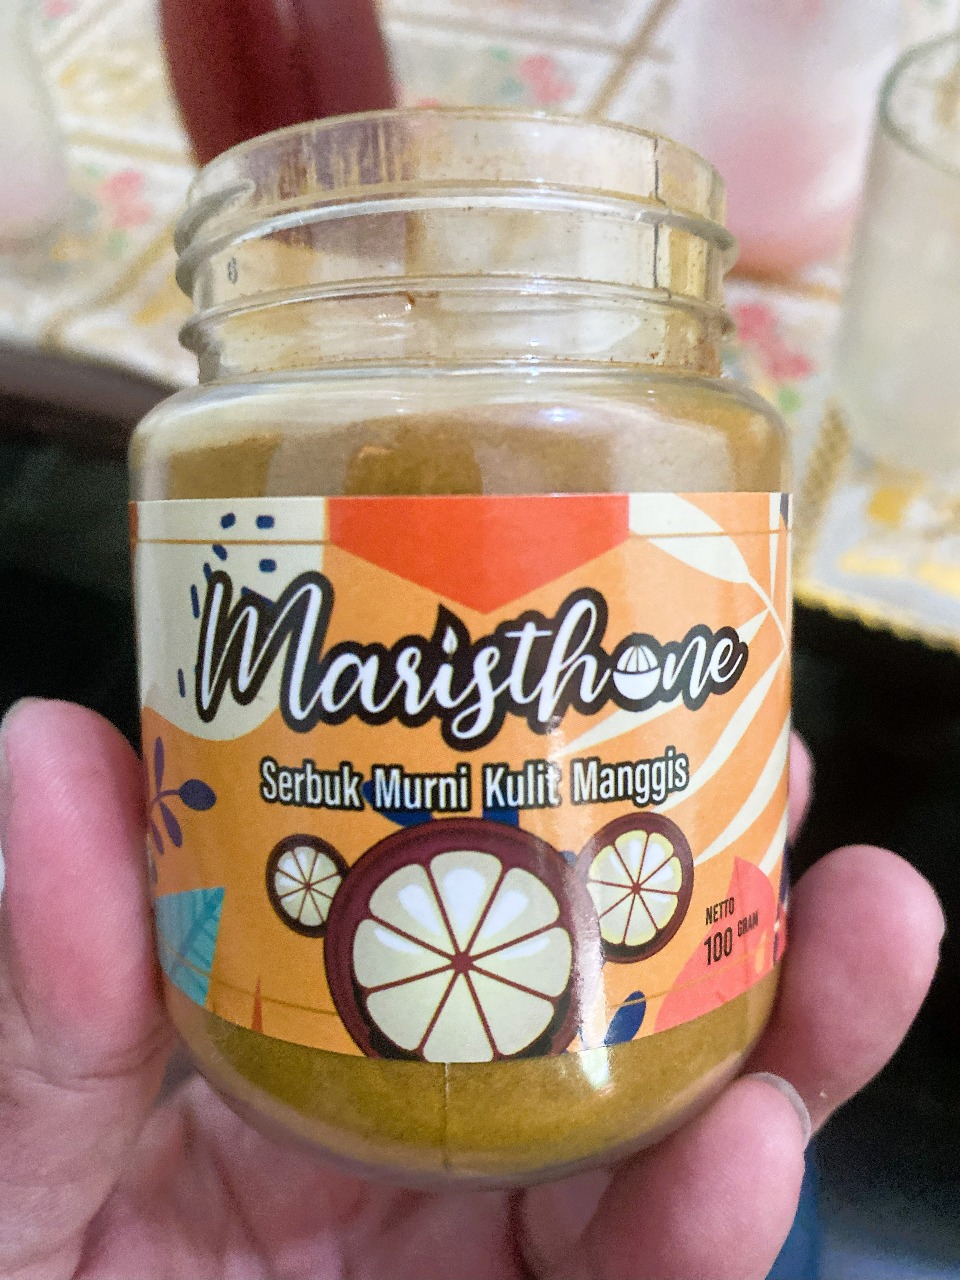 Maristhone
Serbuk Murni Kulit Manggis
NETTO
100 GRAM